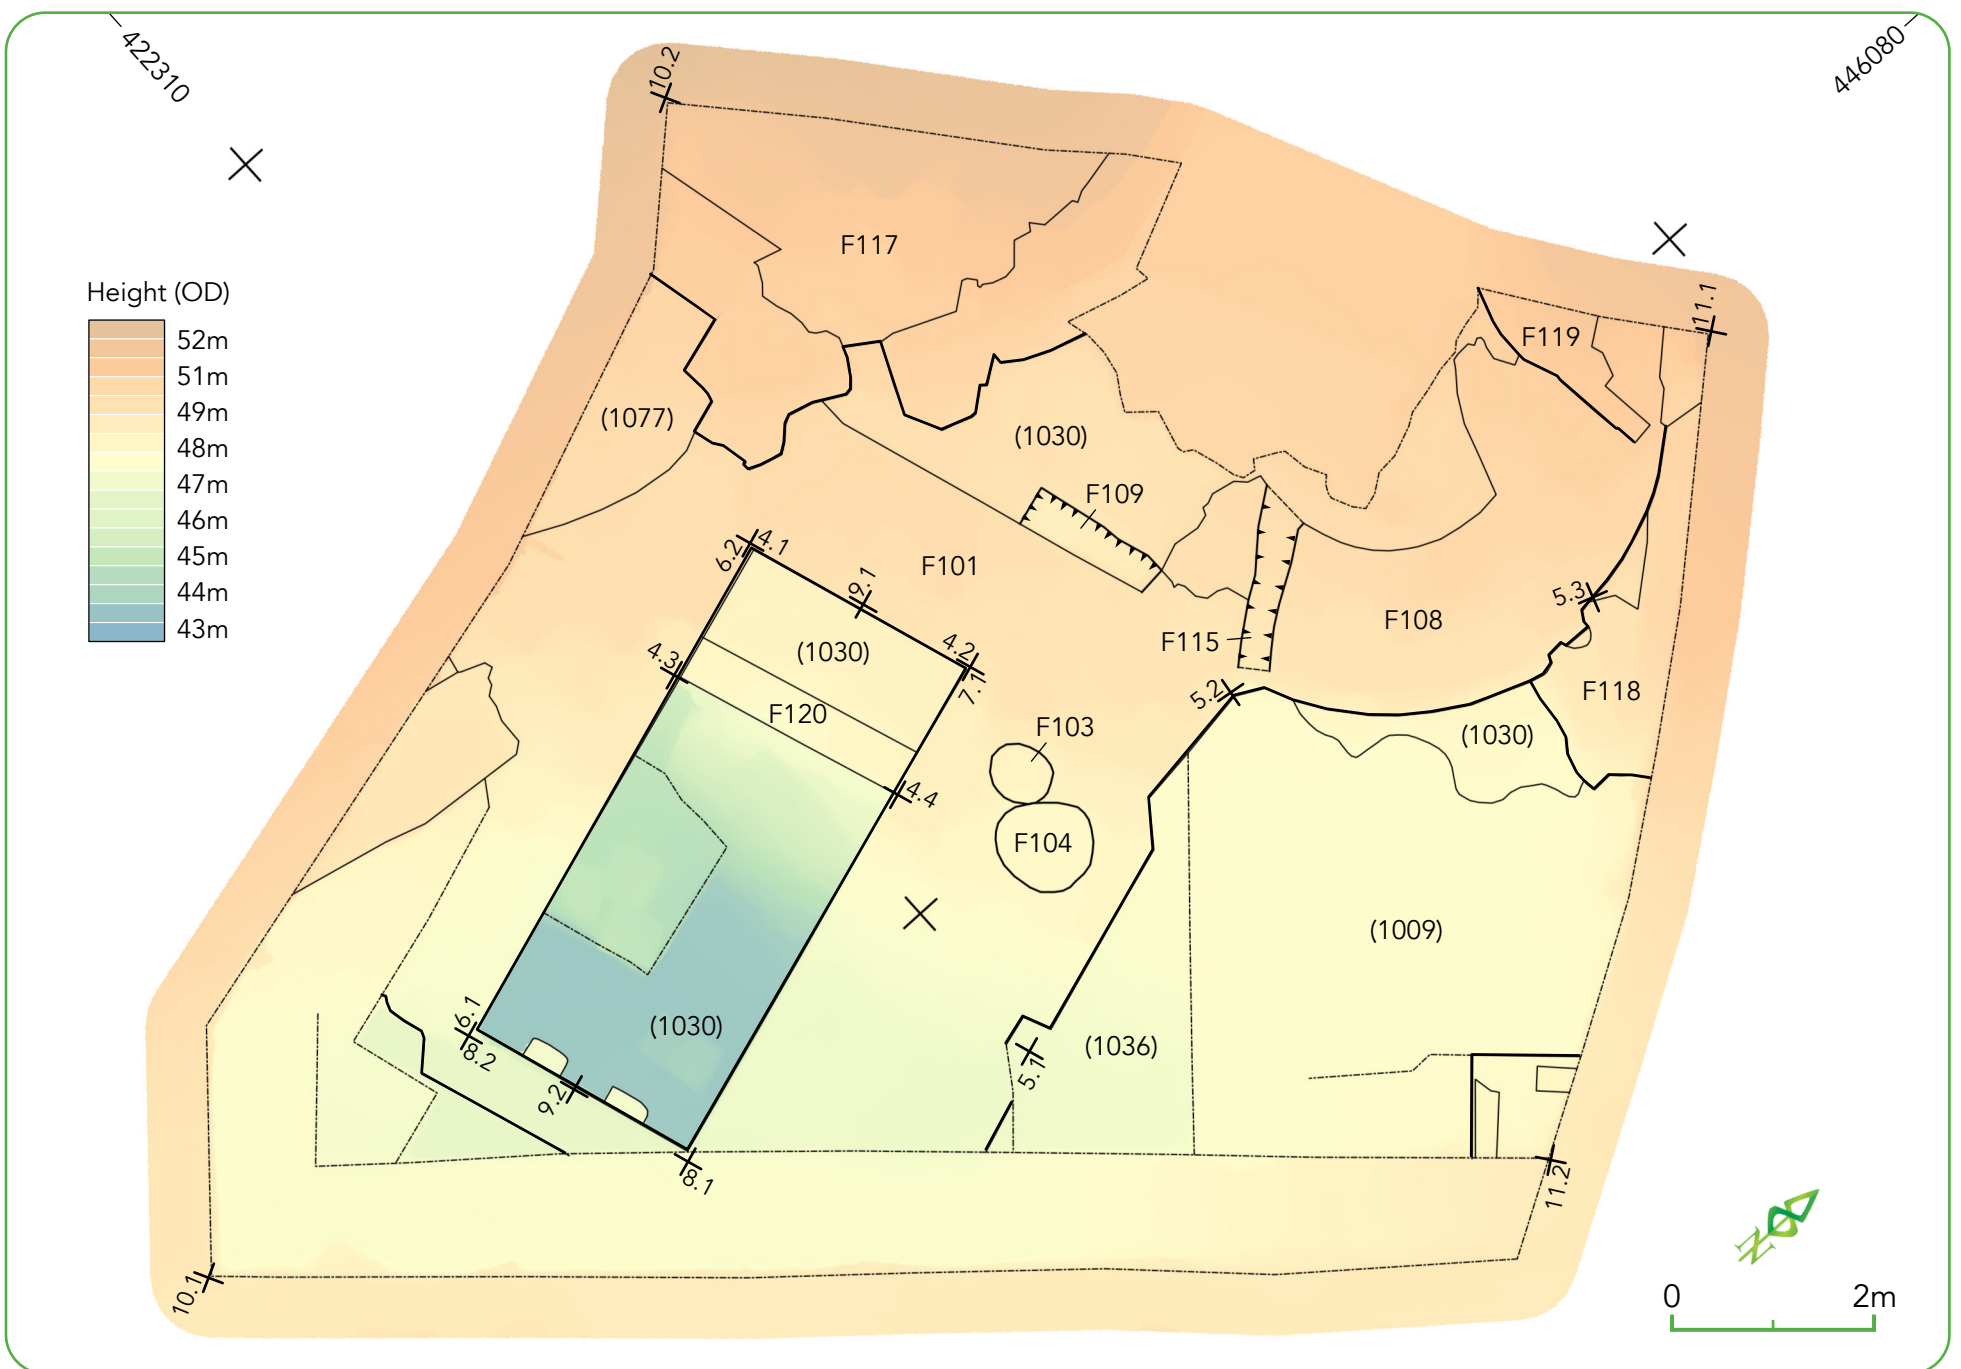 422310
446080
10.2
11.1
F117
Height (OD)
52m
51m
49m
48m
47m
46m
45m
44m
43m
F119
(1077)
(1030)
F109
6.2
4.1
9.1
F101
5.3
F108
F115
4.2
7.1
4.3
(1030)
5.2
F118
F120
F103
(1030)
4.4
F104
(1009)
6.1
8.2
(1030)
(1036)
5.1
9.2
8.1
11.2
10.1
N
0 2m